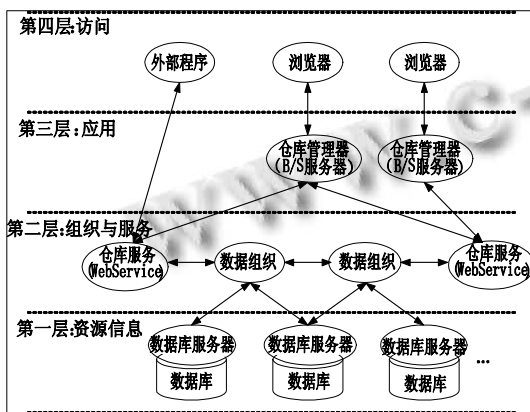 第四层:访问
外部程序
浏览器
浏览器
第三层:应用
仓库管理器
(B/S服务器)
仓库管理器
(B/S服务器)
第二层:组织与服务
仓库服务
(WebService)
数据组织
数据组织
仓库服务
(WebService)
第一层:资源信息
数据库服务器
数据库服务器
数据库服务器
数据库
数据库
数据库
...